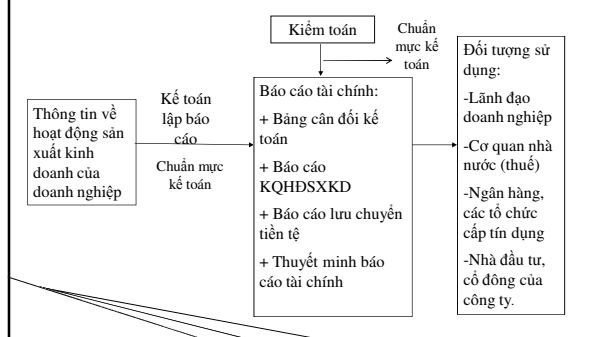 Kiểm toán
Chuẩn
mực kế
toán
Thông tin về
hoạt động sản
xuất kinh
doanh của
doanh nghiệp
Kế toán
lập báo
cáo
Chuẩn mực
kế toán
Báo cáo tài chính:
+ Bảng cân đối kế
toán
+ Báo cáo
KQHĐSXKD
+ Báo cáo lưu chuyển
tiền tệ
+ Thuyết minh báo
cáo tài chính
Đối tượng sử
dụng:
-Lãnh đạo
doanh nghiệp
-Cơ quan nhà
nước (thuế)
-Ngân hàng,
các tổ chức
cấp tín dụng
-Nhà đầu tư,
cổ đông của
công ty.